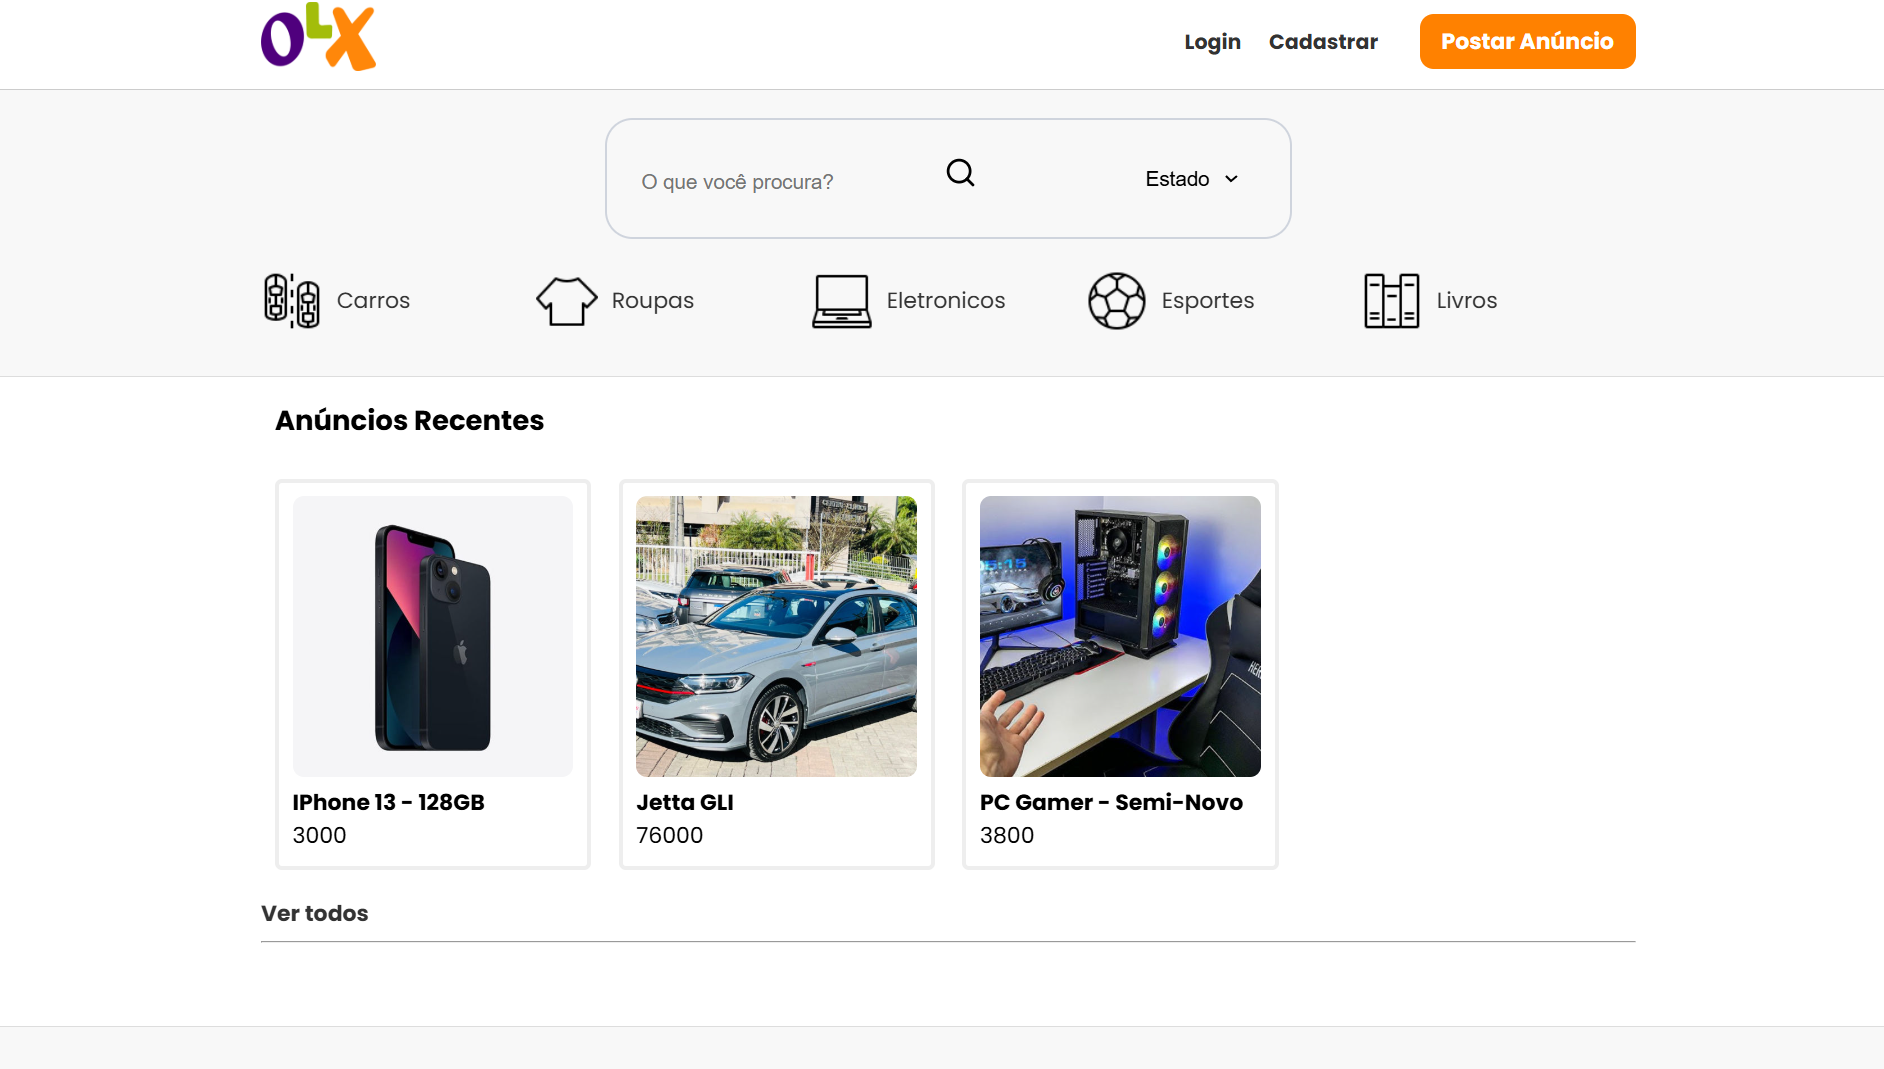 OLX
Login
Cadastrar
Postar Anúncio
O que você procura?
Estado
Carros
Roupas
Eletronicos
Esportes
Livros
Anúncios Recentes
IPhone 13 - 128GB
3000
Jetta GLI
76000
PC Gamer - Semi-Novo
3800
Ver todos